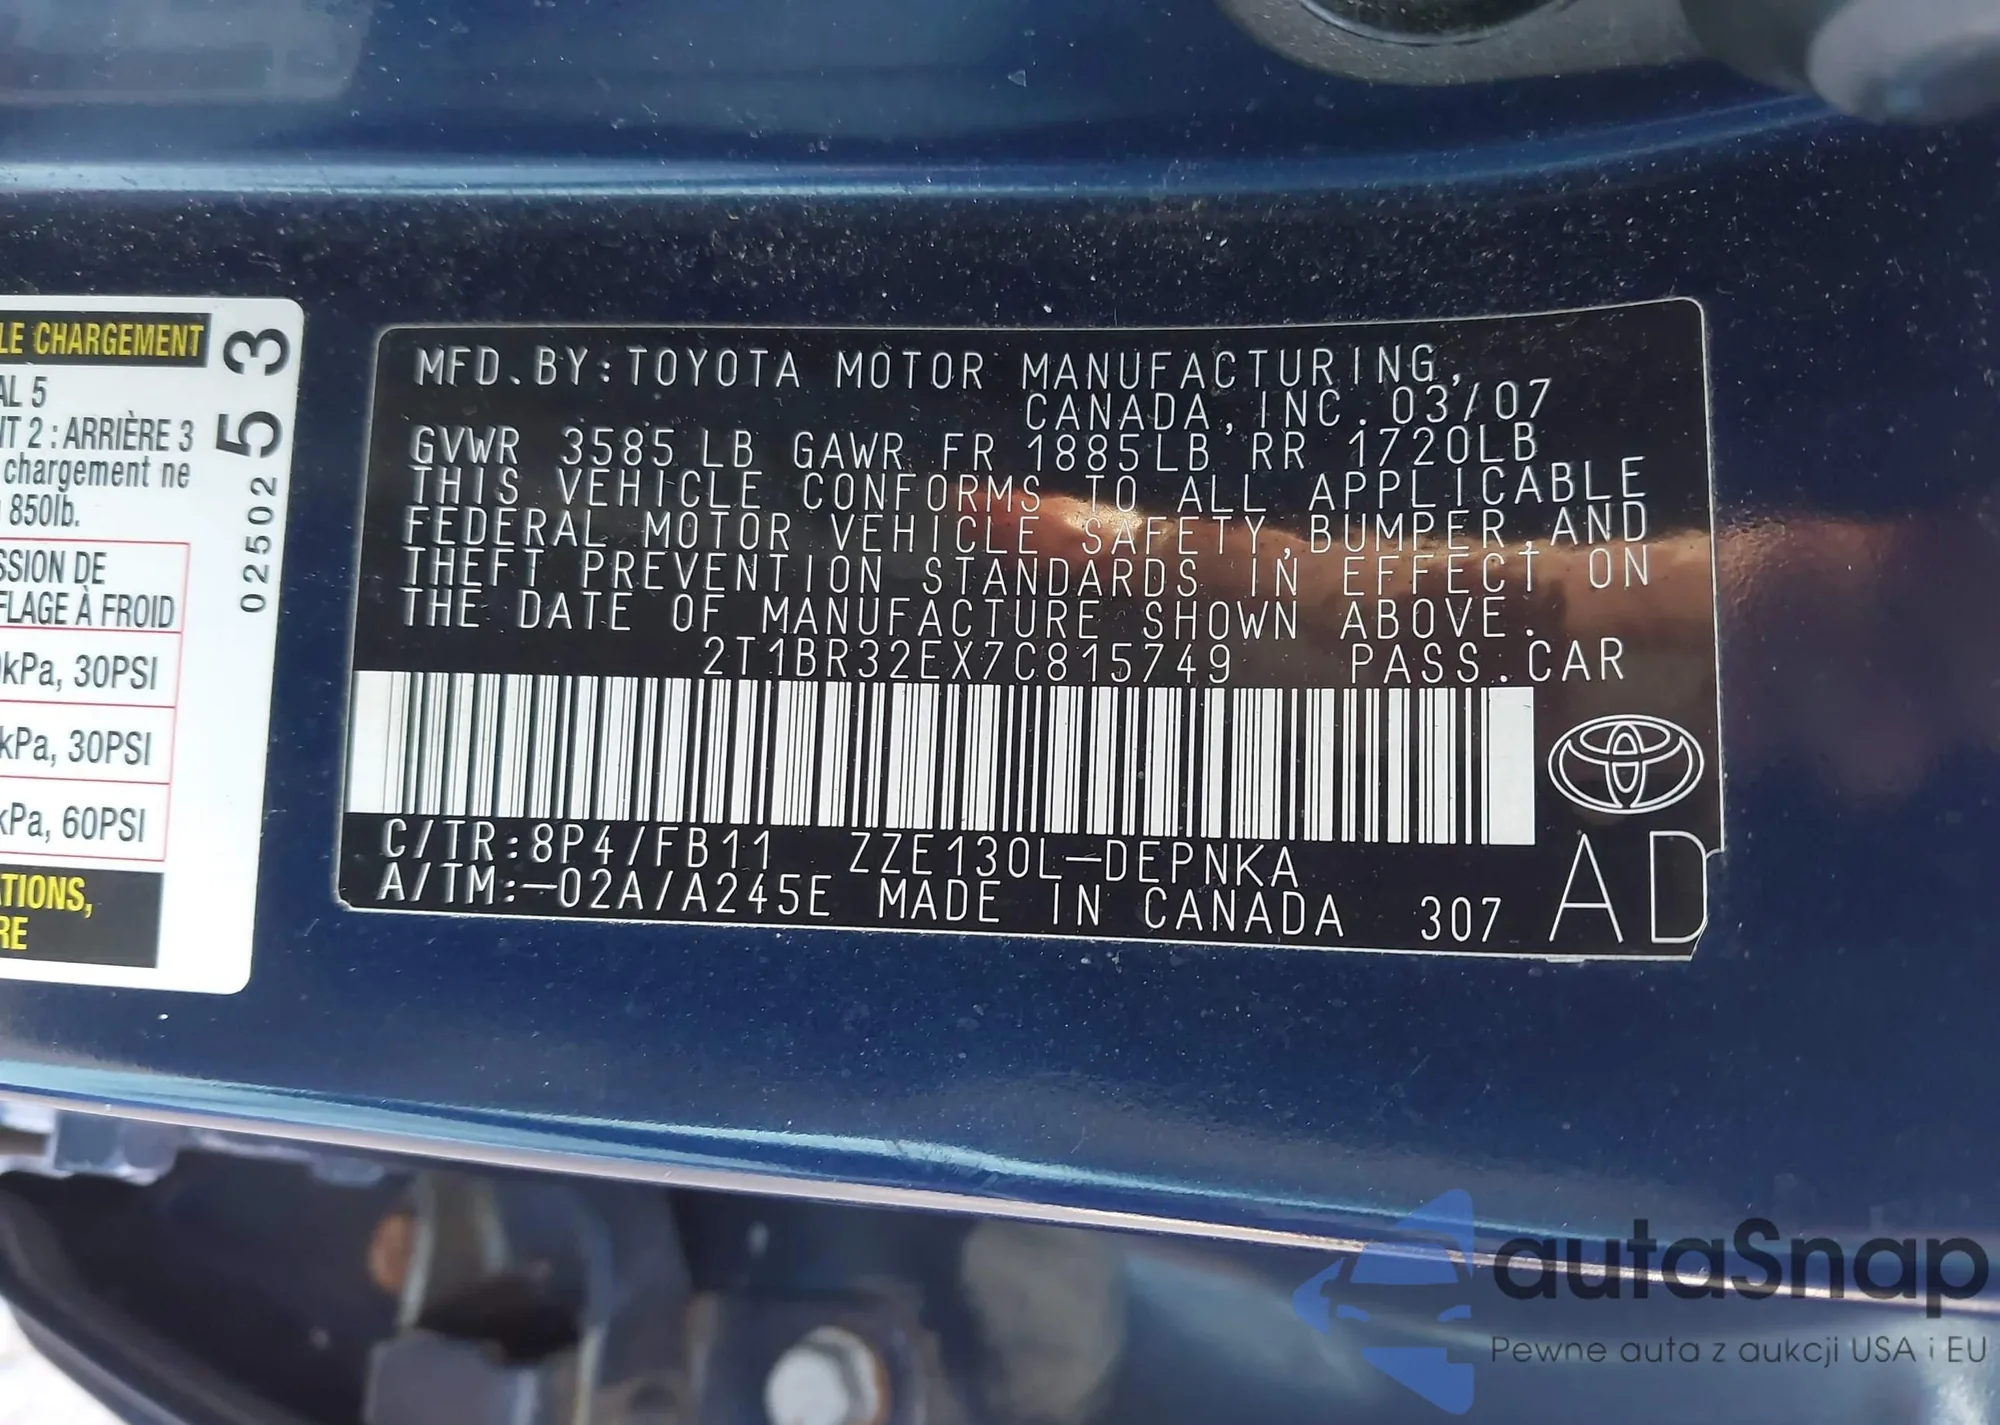 LE CHARGEMENT
AL 5
NT 2 : ARRIÈRE 3
chargement ne
850lb.
SSION DE
FLAGE À FROID
kPa, 30PSI
kPa, 30PSI
kPa, 60PSI
TIONS,
RE
02502 53
MFD.BY:TOYOTA MOTOR MANUFACTURING,
CANADA,INC. 03/07
GVWR 3585LB GAWR FR 1885LB RR 1720LB
THIS VEHICLE CONFORMS TO ALL APPLICABLE
FEDERAL MOTOR VEHICLE SAFETY,BUMPER,AND
THEFT PREVENTION STANDARDS IN EFFECT ON
THE DATE OF MANUFACTURE SHOWN ABOVE.
2T1BR32EX7C815749 PASS.CAR
C/TR:8P4/FB11 ZZE130L-DEPNKA
A/TM:-02A/A245E MADE IN CANADA 307
AD
autaSnap
Pewne auta z aukcji USA i EU